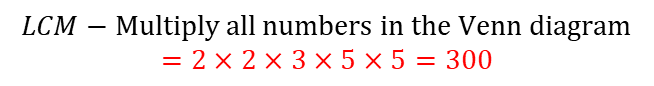 LCM − Multiply all numbers in the Venn diagram
= 2 × 2 × 3 × 5 × 5 = 300